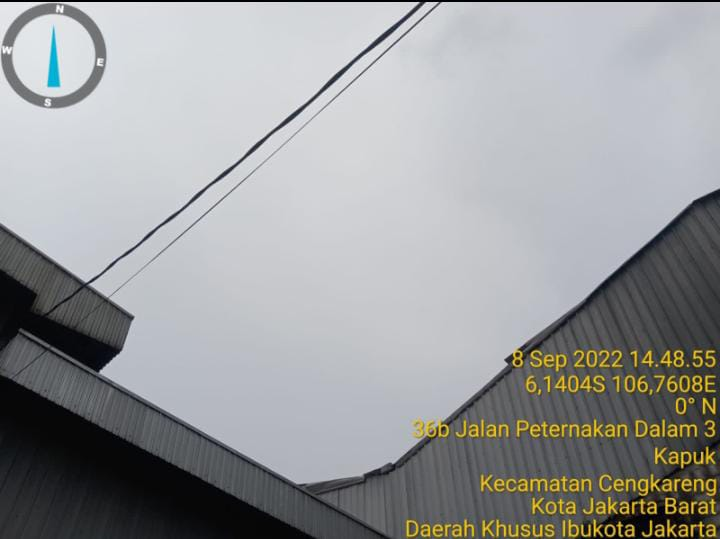 N
W
E
S
8 Sep 2022 14.48.55
6,1404S 106,7608E
0° N
36b Jalan Peternakan Dalam 3
Kapuk
Kecamatan Cengkareng
Kota Jakarta Barat
Daerah Khusus Ibukota Jakarta